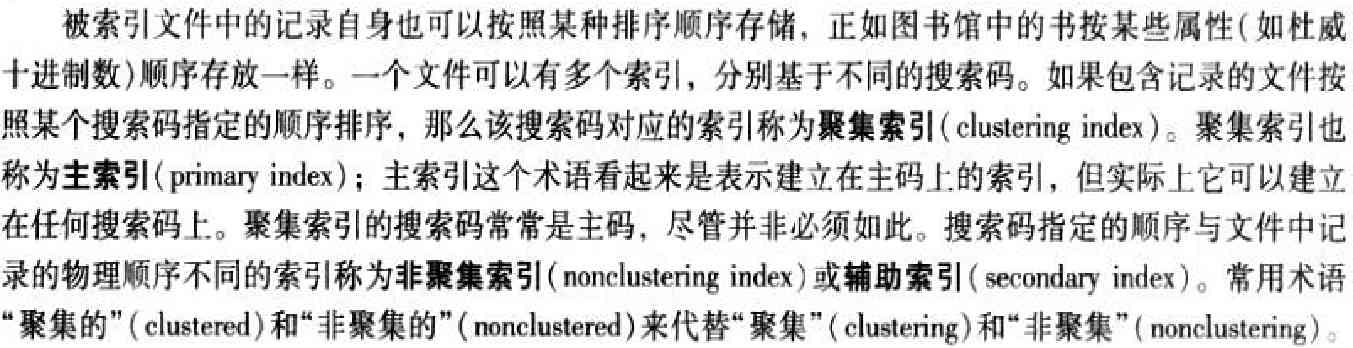 被索引文件中的记录自身也可以按照某种排序顺序存储，正如图书馆中的书按某些属性(如杜威
十进制数)顺序存放一样。一个文件可以有多个索引，分别基于不同的搜索码。如果包含记录的文件按
照某个搜索码指定的顺序排序，那么该搜索码对应的索引称为聚集索引(clustering index)。聚集索引也
称为主索引(primary index)；主索引这个术语看起来是表示建立在主码上的索引，但实际上它可以建立
在任何搜索码上。聚集索引的搜索码常常是主码，尽管并非必须如此。搜索码指定的顺序与文件中记
录的物理顺序不同的索引称为非聚集索引(nonclustering index)或辅助索引(secondary index)。常用术语
“聚集的”(clustered)和“非聚集的”(nonclustered)来代替“聚集”(clustering)和“非聚集”(nonclustering)。